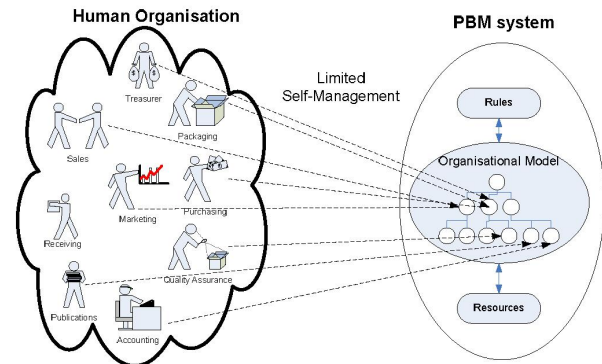 Human Organisation
PBM system
Treasurer
Limited
Self-Management
Packaging
Rules
Sales
Organisational Model
Marketing
Purchasing
Receiving
Quality Assurance
Publications
Resources
Accounting